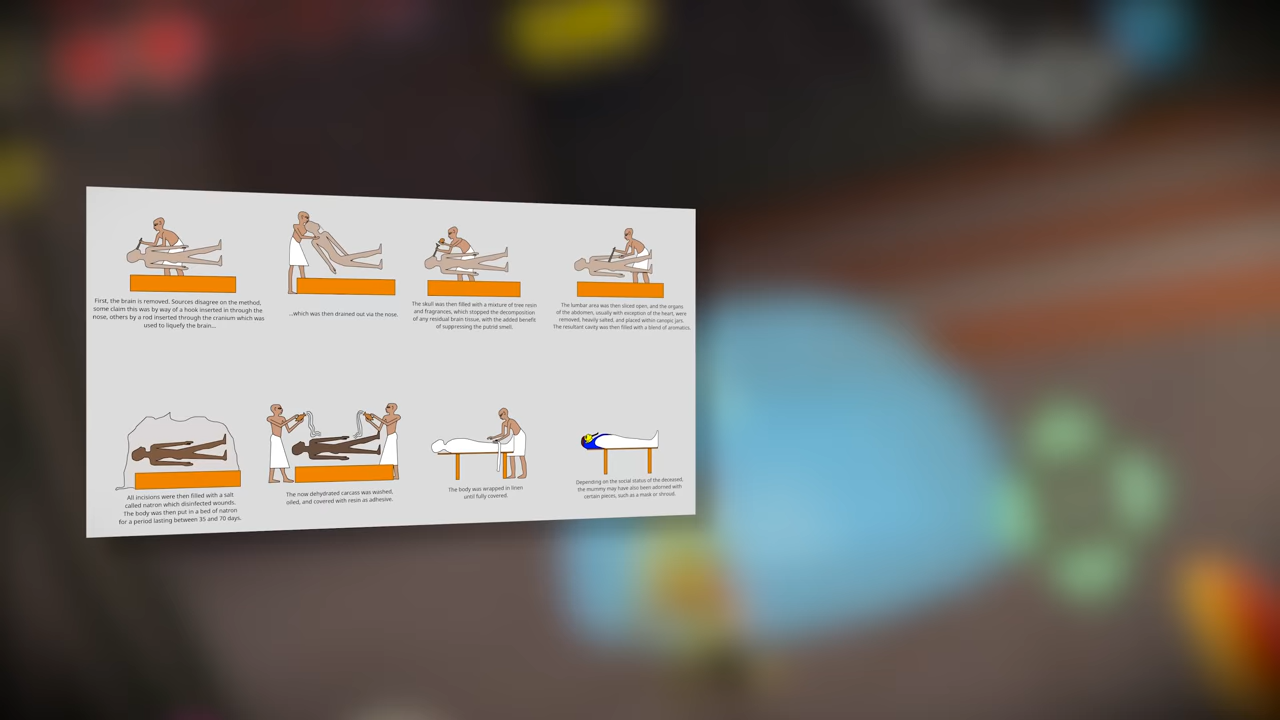 First, the brain is removed. Sources disagree on the method,
some claim this was by way of a hook inserted in through the
nose, others by a rod inserted through the cranium which was
used to liquefy the brain...
...which was then drained out via the nose.
The skull was then filled with a mixture of tree resin
and fragrances, which stopped the decomposition
of any residual brain tissue, with the added benefit
of suppressing the putrid smell.
The lumbar area was then sliced open, and the organs
of the abdomen, usually with exception of the heart, were
removed, heavily salted, and placed within canopic jars.
The resultant cavity was then filled with a blend of aromatics.
All incisions were then filled with a salt
called natron which disinfected wounds.
The body was then put in a bed of natron
for a period lasting between 35 and 70 days.
The now dehydrated carcass was washed,
oiled, and covered with resin as adhesive.
The body was wrapped in linen
until fully covered.
Depending on the social status of the deceased,
the mummy may have also been adorned with
certain pieces, such as a mask or shroud.